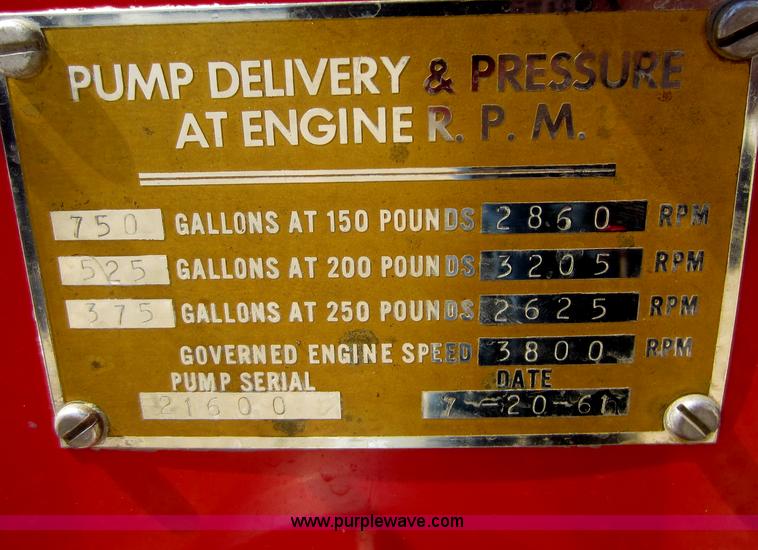 PUMP DELIVERY & PRESSURE
AT ENGINE R. P. M.
750 GALLONS AT 150 POUNDS 2860 RPM
525 GALLONS AT 200 POUNDS 3205 RPM
375 GALLONS AT 250 POUNDS 2625 RPM
GOVERNED ENGINE SPEED 3800 RPM
PUMP SERIAL DATE
21600 7-20-61
www.purplewave.com